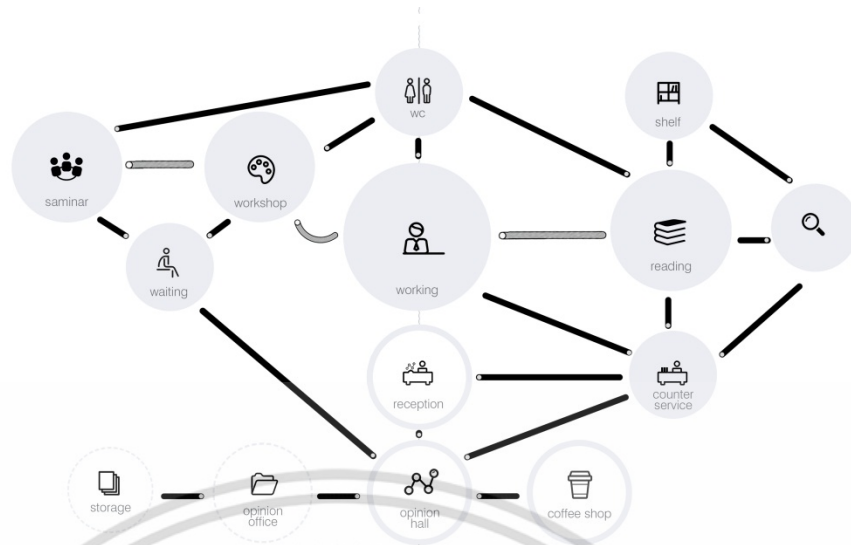 wc
shelf
saminar
workshop
reading
waiting
working
counter
service
reception
storage
opinion
office
opinion
hall
coffee shop